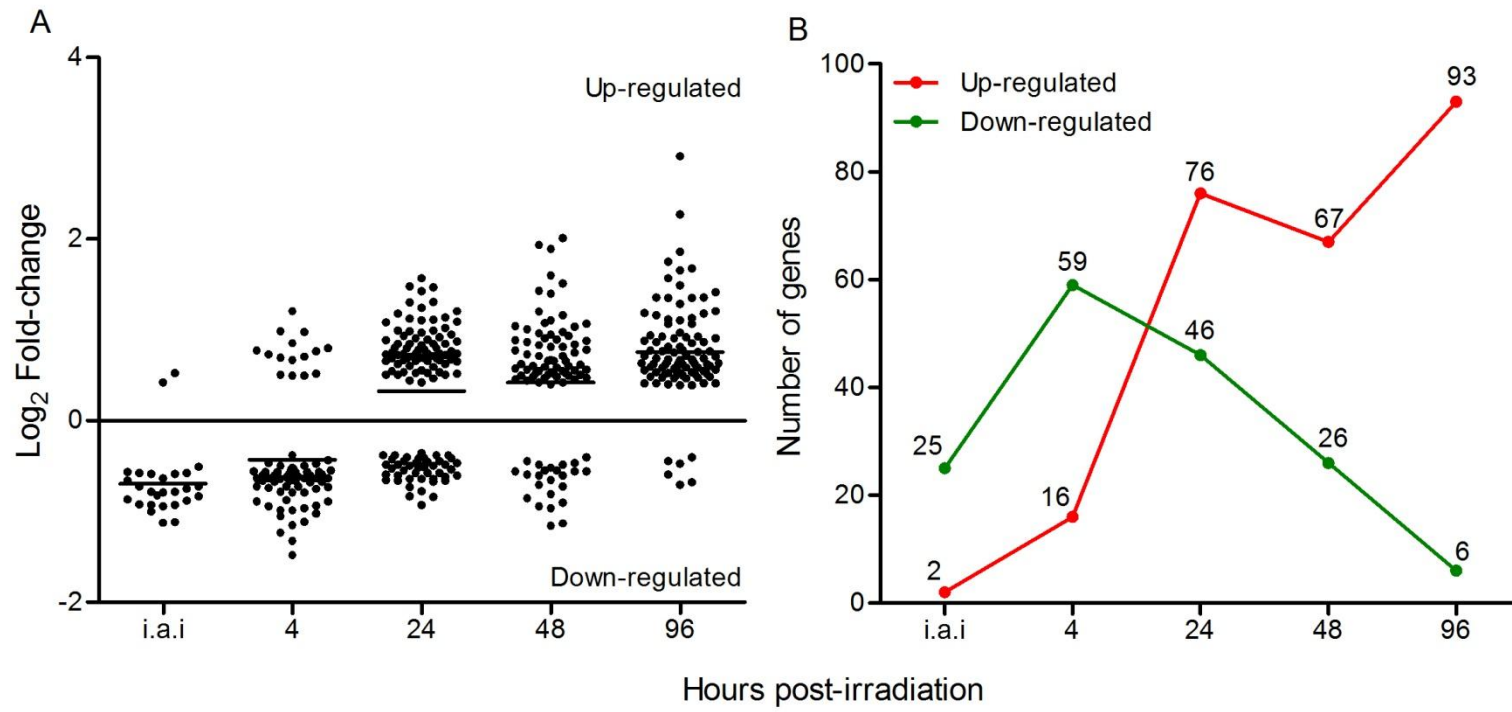 A
Log2 Fold-change
4
2
0
-2
Up-regulated
Down-regulated
i.a.i 4 24 48 96
B
Number of genes
100
80
60
40
20
0
Up-regulated
Down-regulated
25
59
46
26
6
2
16
76
67
93
i.a.i 4 24 48 96
Hours post-irradiation